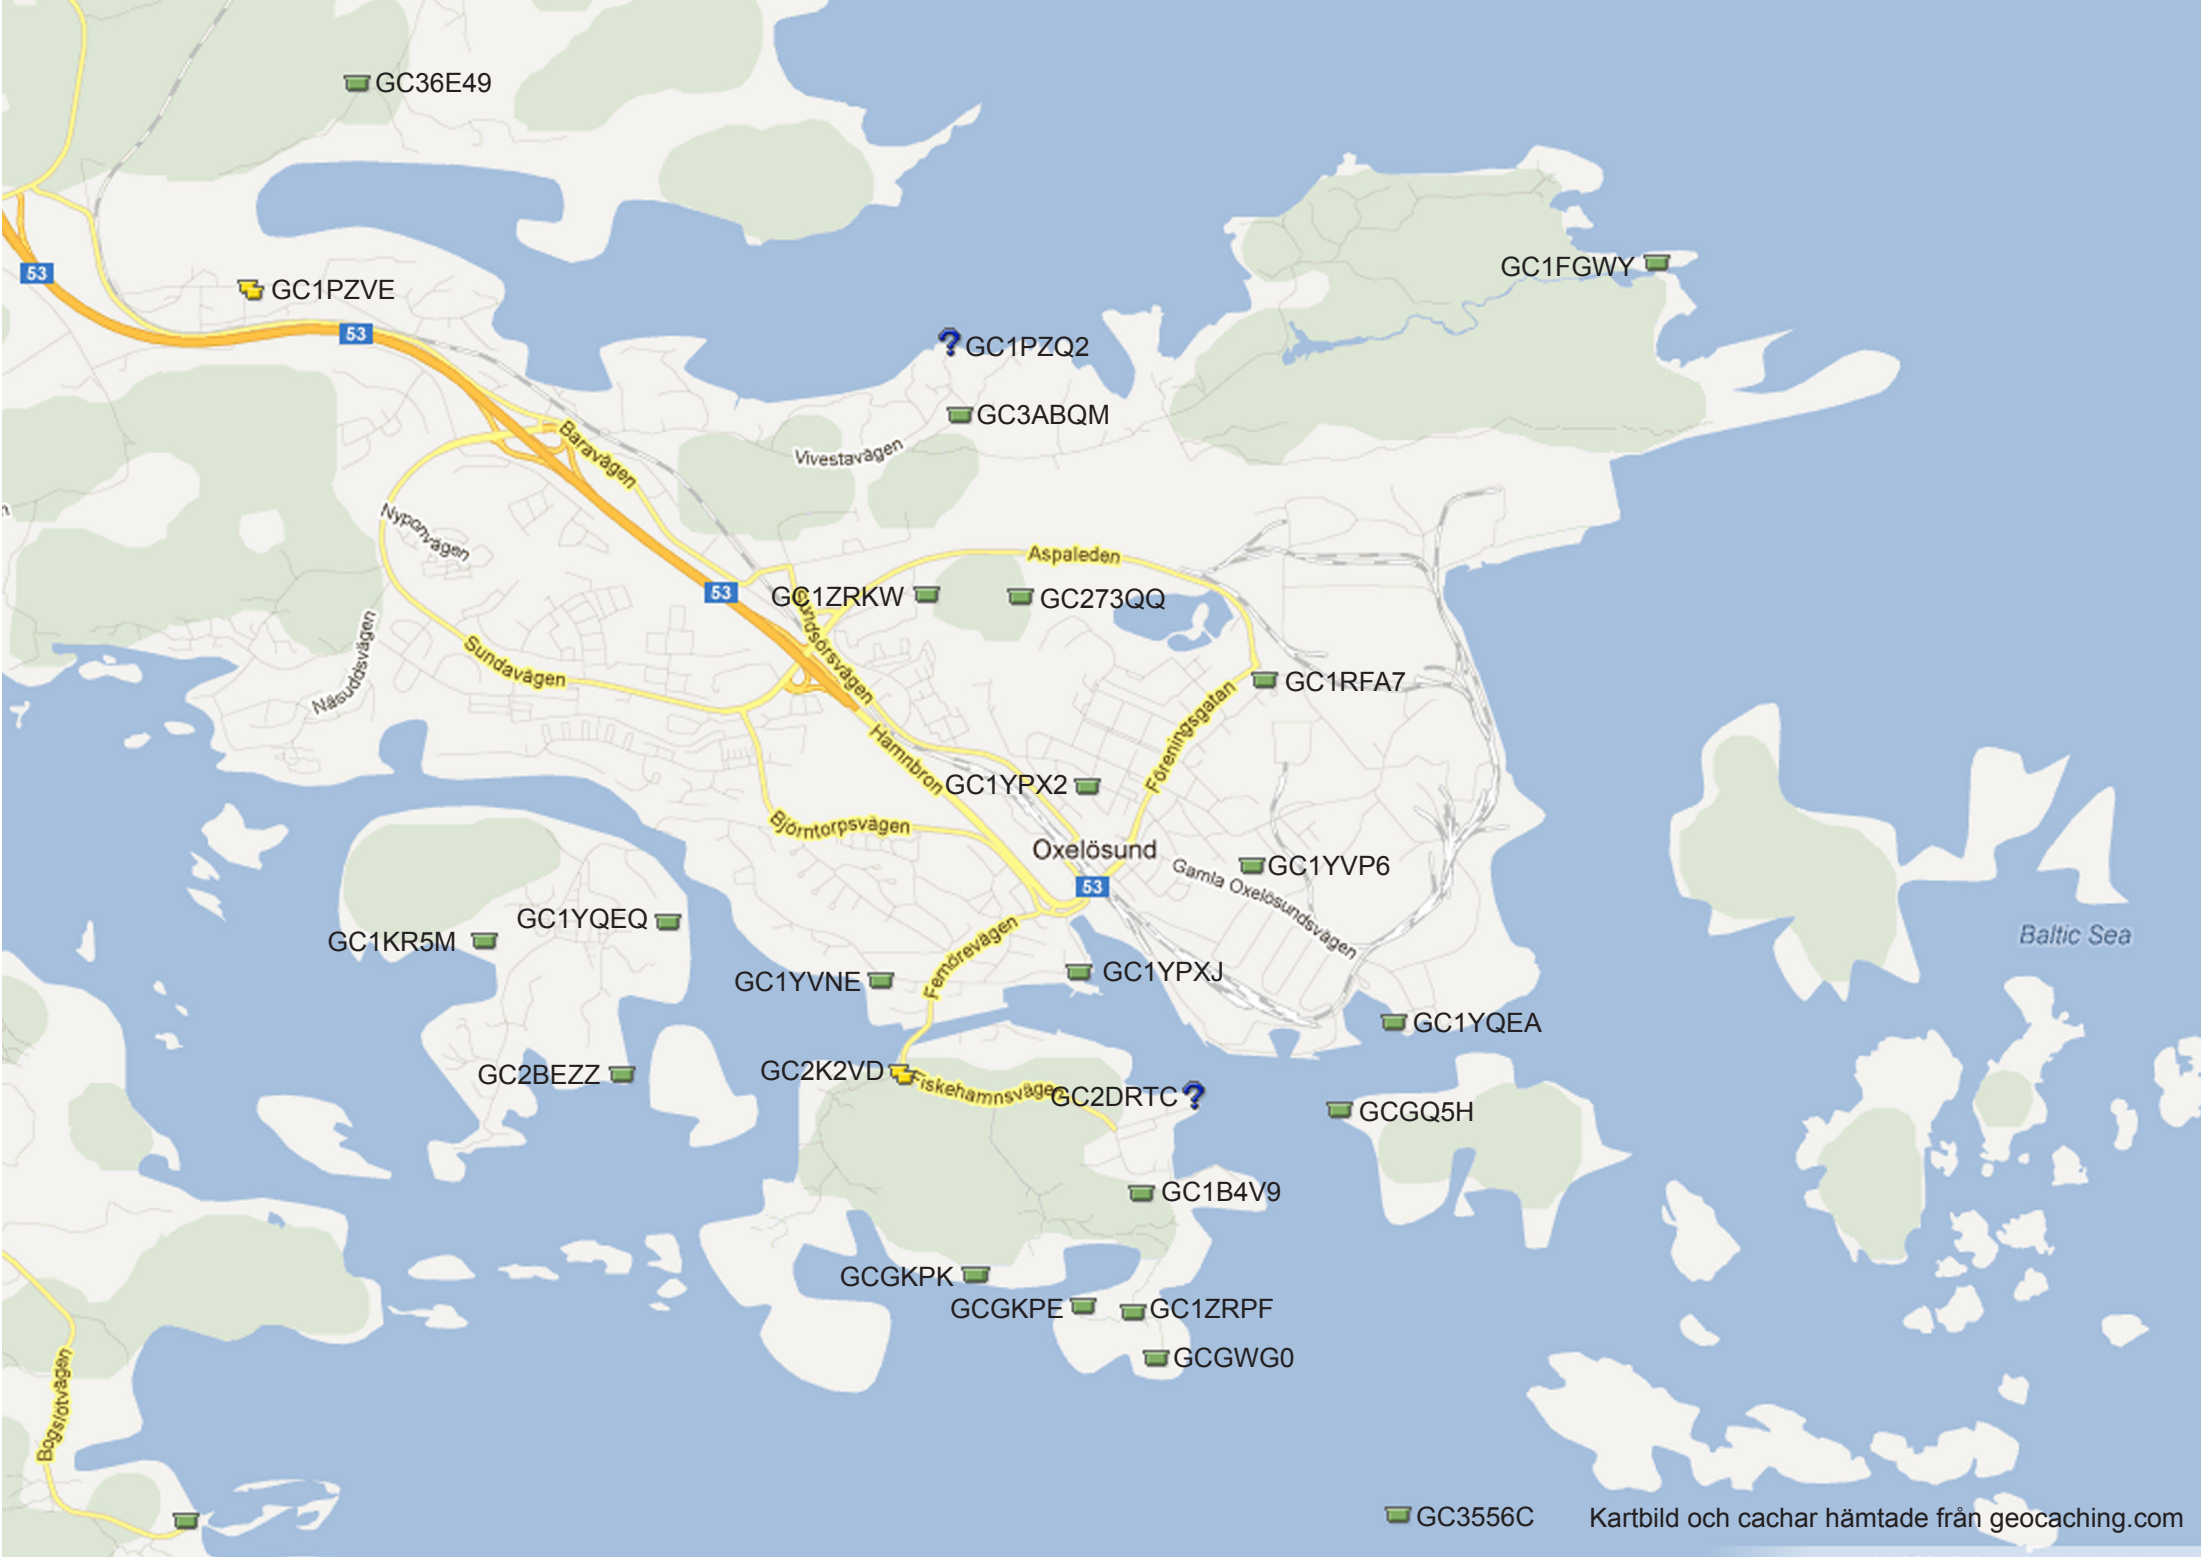 GC36E49
GC1FGWY
53
GC1PZVE
53
GC1PZQ2
GC3ABQM
Baravägen
Vivestavägen
Nyponvägen
Aspaleden
53
GC1ZRKW
GC273QQ
Sundsörsvägen
Näsuddsvägen
Sundavägen
GC1RFA7
Föreningsgatan
Hamnbron
GC1YPX2
Björntorpsvägen
Oxelösund
GC1YVP6
53
Gamla Oxelösundsvägen
GC1YQEQ
GC1KR5M
Baltic Sea
Femörevägen
GC1YVNE
GC1YPXJ
GC1YQEA
GC2BEZZ
GC2K2VD
Fiskehamnsvägen
GC2DRTC
GCGQ5H
GC1B4V9
GCGKPK
GCGKPE
GC1ZRPF
GCGWG0
Bogslötvägen
GC3556C
Kartbild och cachar hämtade från geocaching.com